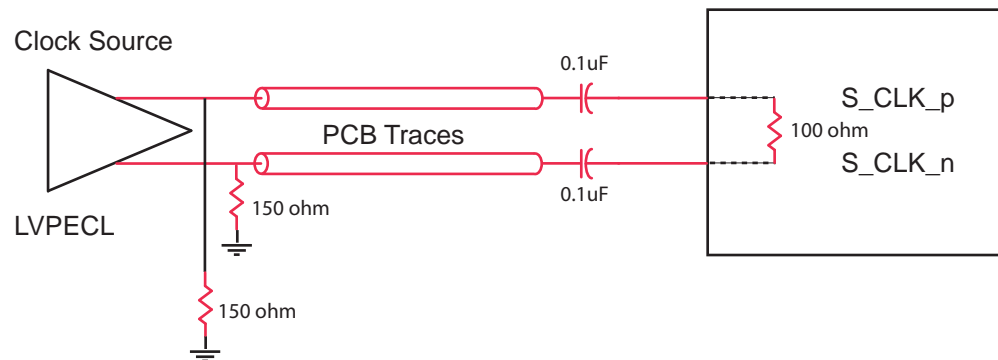 Clock Source
0.1uF
S_CLK_p
PCB Traces
100 ohm
S_CLK_n
0.1uF
150 ohm
LVPECL
150 ohm